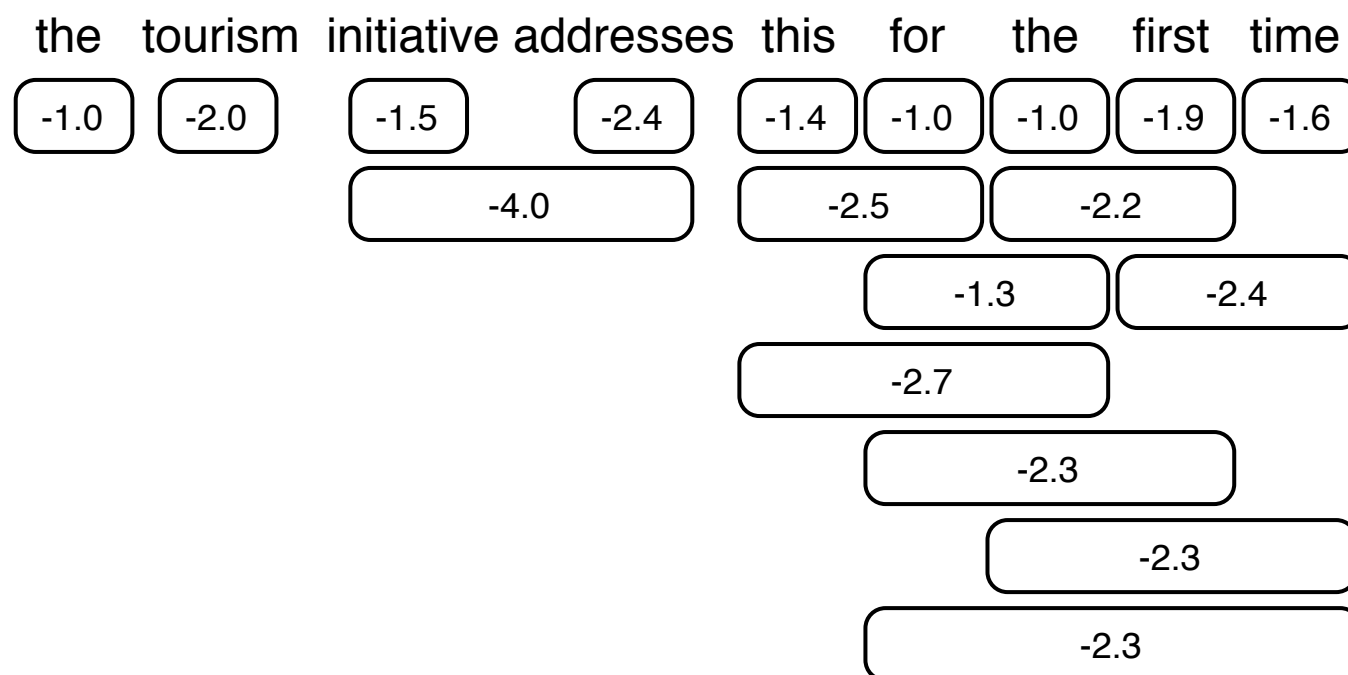 the tourism initiative addresses this for the first time
-1.0 -2.0 -1.5 -2.4 -1.4 -1.0 -1.0 -1.9 -1.6
-4.0 -2.5 -2.2
-1.3 -2.4
-2.7
-2.3
-2.3
-2.3